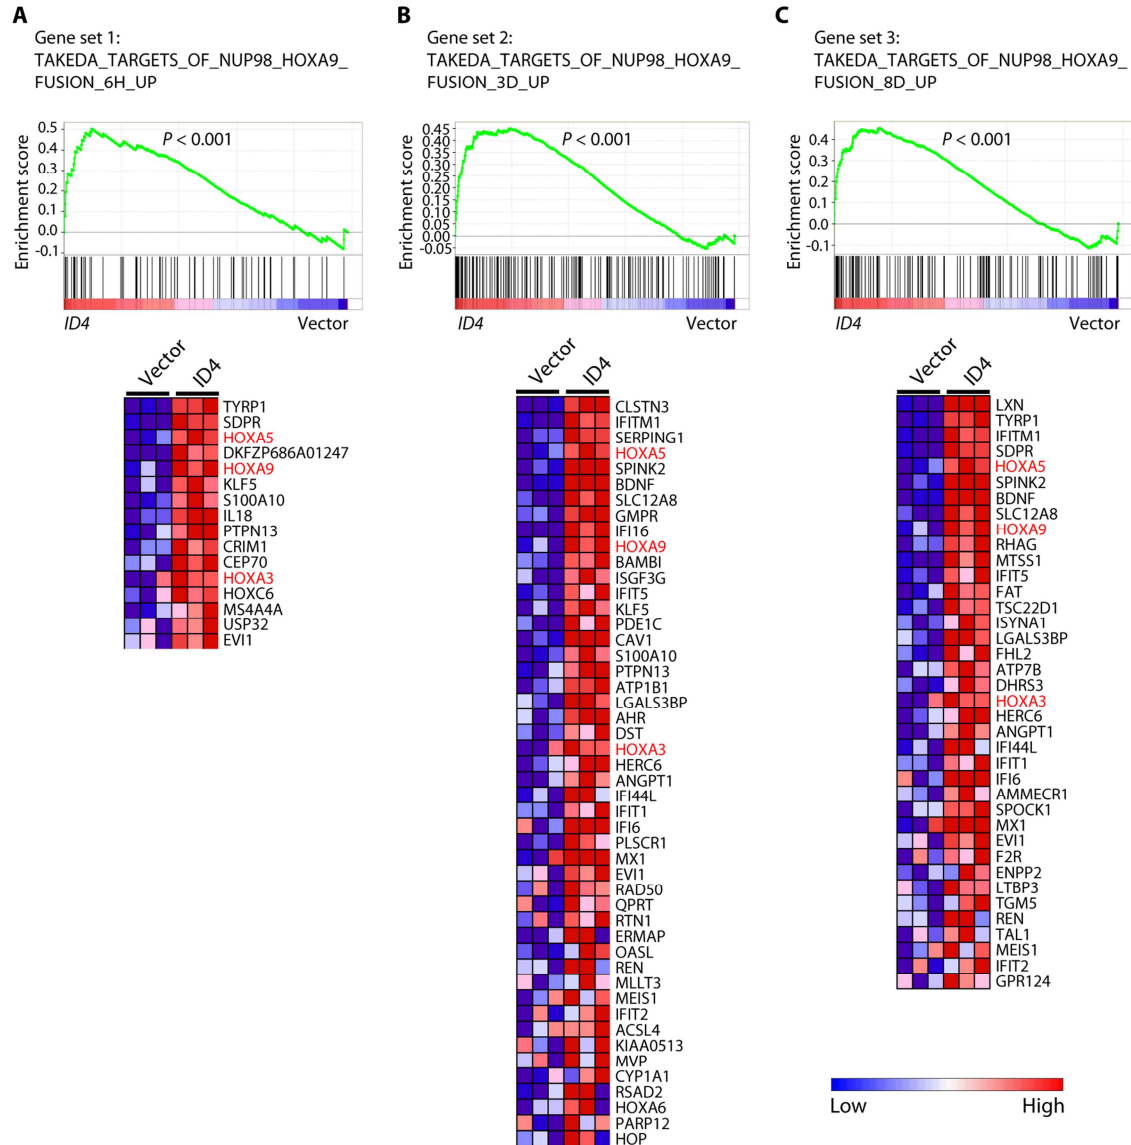 A
Gene set 1:
TAKEDA_TARGETS_OF_NUP98_HOXA9_
FUSION_6H_UP
Enrichment score
0.5
0.4
0.3
0.2
0.1
0.0
-0.1
P < 0.001
ID4
Vector
Vector
ID4
TYRP1
SDPR
HOXA5
DKFZP686A01247
HOXA9
KLF5
S100A10
IL18
PTPN13
CRIM1
CEP70
HOXA3
HOXC6
MS4A4A
USP32
EVI1
B
Gene set 2:
TAKEDA_TARGETS_OF_NUP98_HOXA9_
FUSION_3D_UP
Enrichment score
0.45
0.40
0.35
0.30
0.25
0.20
0.15
0.10
0.05
0.00
-0.05
P < 0.001
ID4
Vector
Vector
ID4
CLSTN3
IFITM1
SERPING1
HOXA5
SPINK2
BDNF
SLC12A8
GMPR
IFI16
HOXA9
BAMBI
ISGF3G
IFIT5
KLF5
PDE1C
CAV1
S100A10
PTPN13
ATP1B1
LGALS3BP
AHR
DST
HOXA3
HERC6
ANGPT1
IFI44L
IFIT1
IFI6
PLSCR1
MX1
EVI1
RAD50
QPRT
RTN1
ERMAP
OASL
REN
MLLT3
MEIS1
IFIT2
ACSL4
KIAA0513
MVP
CYP1A1
RSAD2
HOXA6
PARP12
HOP
C
Gene set 3:
TAKEDA_TARGETS_OF_NUP98_HOXA9_
FUSION_8D_UP
Enrichment score
0.4
0.3
0.2
0.1
0.0
-0.1
P < 0.001
ID4
Vector
Vector
ID4
LXN
TYRP1
IFITM1
SDPR
HOXA5
SPINK2
BDNF
SLC12A8
HOXA9
RHAG
MTSS1
IFIT5
FAT
TSC22D1
ISYNA1
LGALS3BP
FHL2
ATP7B
DHRS3
HOXA3
HERC6
ANGPT1
IFI44L
IFIT1
IFI6
AMMECR1
SPOCK1
MX1
EVI1
F2R
ENPP2
LTBP3
TGM5
REN
TAL1
MEIS1
IFIT2
GPR124
Low
High